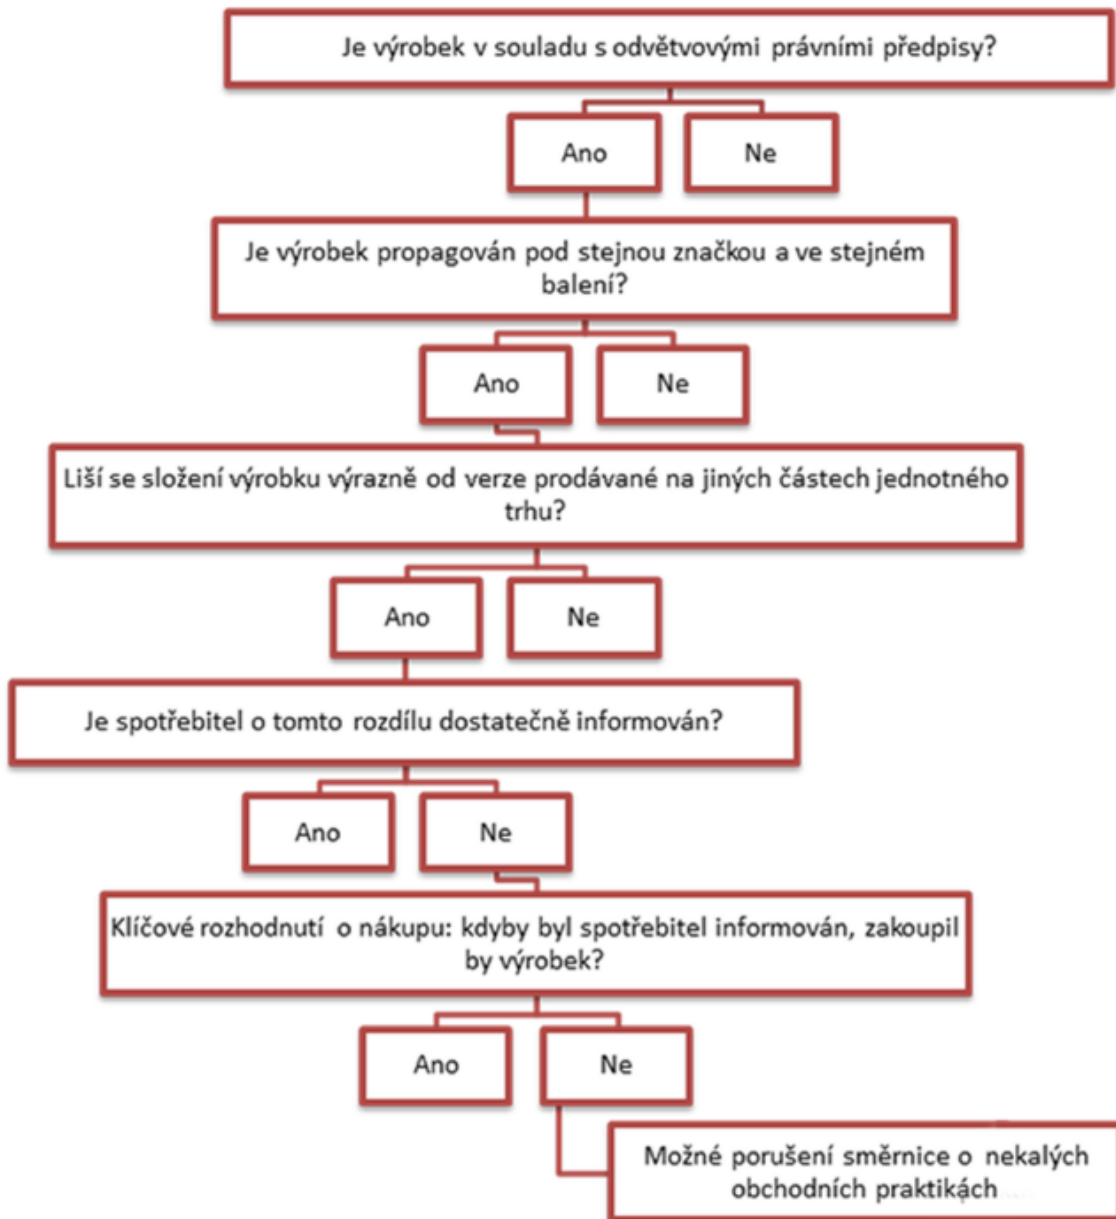 Je výrobek v souladu s odvětvovými právními předpisy?
Ano
Ne
Je výrobek propagován pod stejnou značkou a ve stejném
balení?
Ano
Ne
Liší se složení výrobku výrazně od verze prodávané na jiných částech jednotného
trhu?
Ano
Ne
Je spotřebitel o tomto rozdílu dostatečně informován?
Ano
Ne
Klíčové rozhodnutí o nákupu: kdyby byl spotřebitel informován, zakoupil
by výrobek?
Ano
Ne
Možné porušení směrnice o nekalých
obchodních praktikách